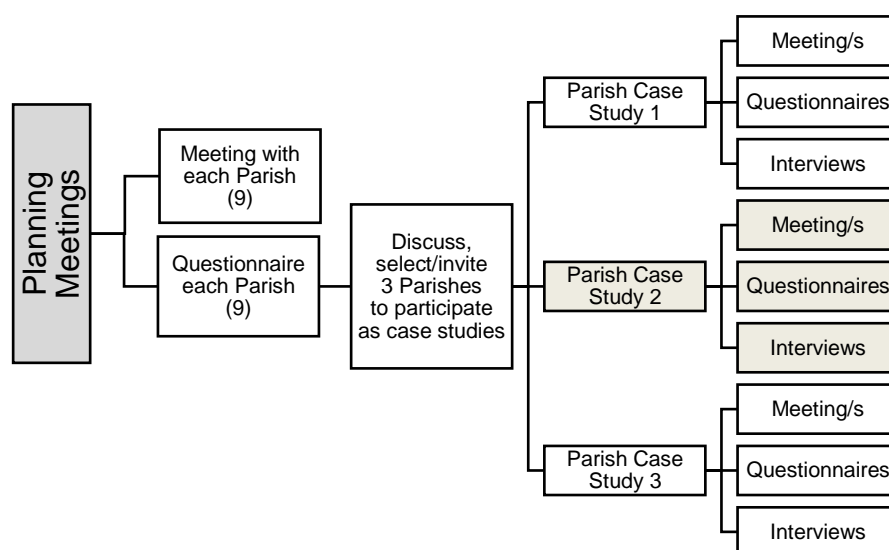 Planning
Meetings
Meeting with
each Parish
(9)
Questionnaire
each Parish
(9)
Discuss,
select/invite
3 Parishes
to participate
as case studies
Parish Case
Study 1
Meeting/s
Questionnaires
Interviews
Parish Case
Study 2
Meeting/s
Questionnaires
Interviews
Parish Case
Study 3
Meeting/s
Questionnaires
Interviews